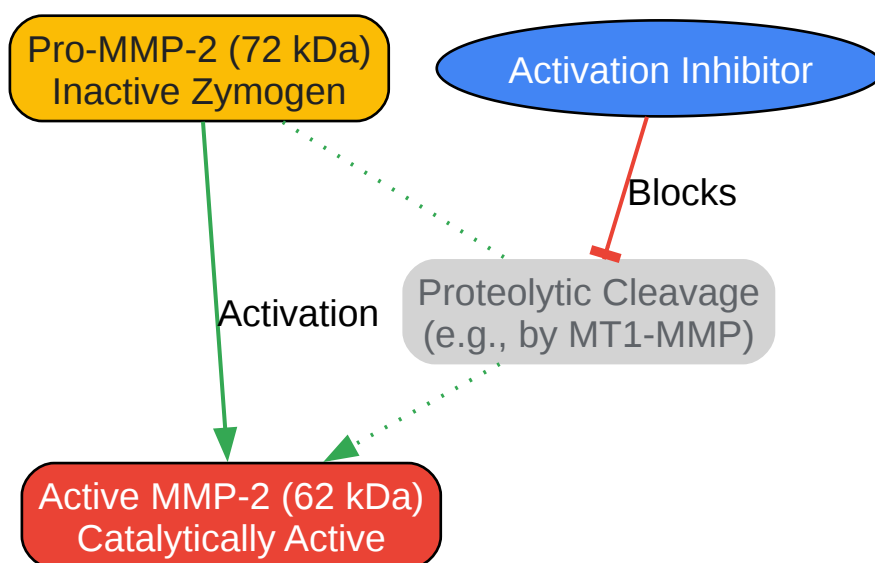 Pro-MMP-2 (72 kDa)
Inactive Zymogen
Activation Inhibitor
Blocks
Proteolytic Cleavage
(e.g., by MT1-MMP)
Activation
Active MMP-2 (62 kDa)
Catalytically Active